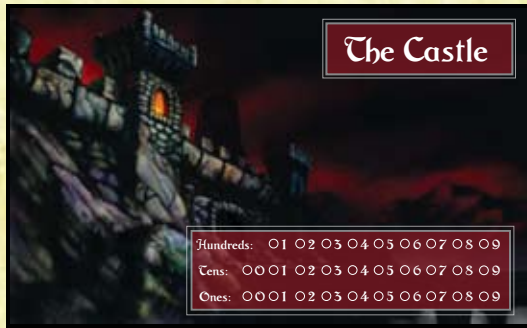 The Castle
Hundreds: ○1 ○2 ○3 ○4 ○5 ○6 ○7 ○8 ○9
Tens: ○0 ○1 ○2 ○3 ○4 ○5 ○6 ○7 ○8 ○9
Ones: ○0 ○1 ○2 ○3 ○4 ○5 ○6 ○7 ○8 ○9